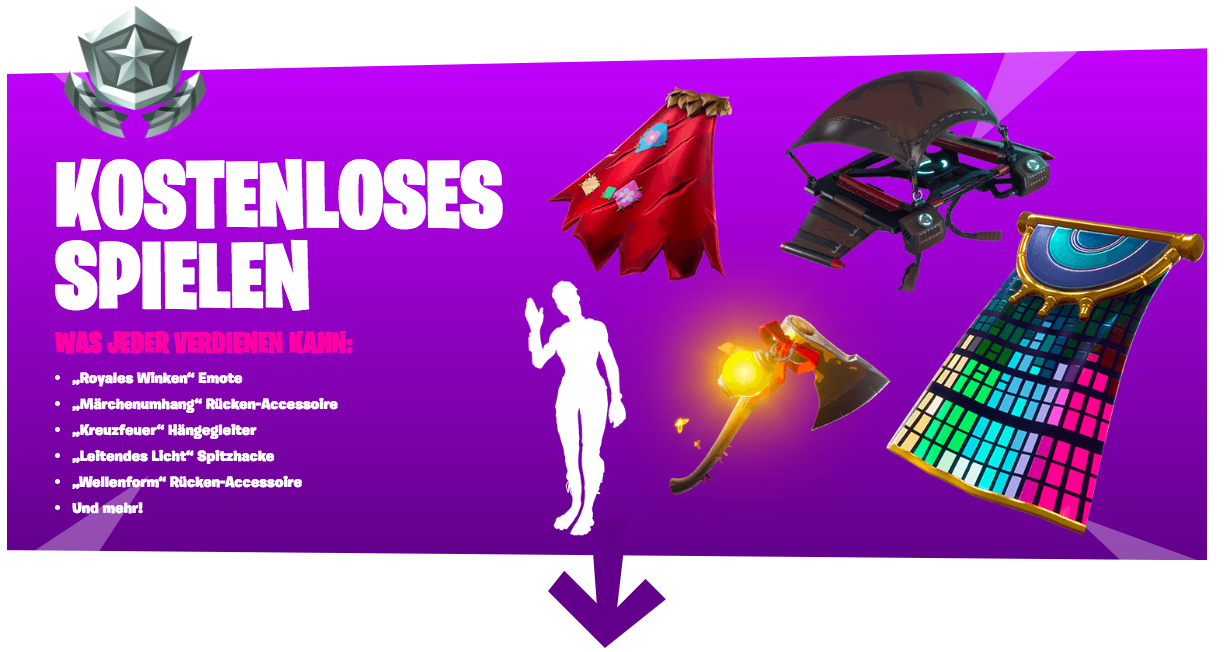 KOSTENLOSES
SPIELEN
WAS JEDER VERDIENEN KANN:
• „Royales Winken“ Emote
• „Märchenumhang“ Rücken-Accessoire
• „Kreuzfeuer“ Hängegleiter
• „Leitendes Licht“ Spitzhacke
• „Wellenform“ Rücken-Accessoire
• Und mehr!